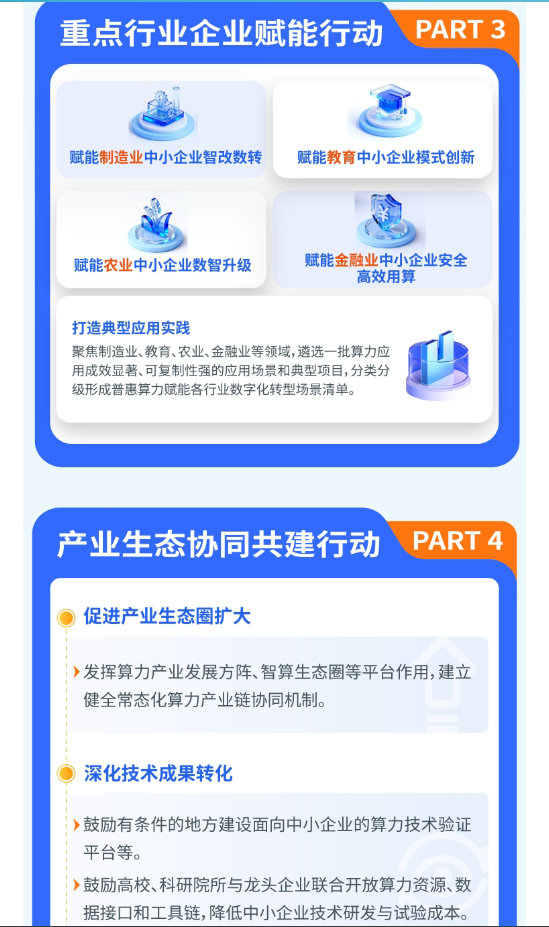 重点行业企业赋能行动
PART 3
赋能制造业中小企业智改数转
赋能教育中小企业模式创新
赋能农业中小企业数智升级
赋能金融业中小企业安全
高效用算
打造典型应用实践
聚焦制造业、教育、农业、金融业等领域,遴选一批算力应
用成效显著、可复制性强的应用场景和典型项目,分类分
级形成普惠算力赋能各行业数字化转型场景清单。
产业生态协同共建行动
PART 4
促进产业生态圈扩大
发挥算力产业发展方阵、智算生态圈等平台作用,建立
健全常态化算力产业链协同机制。
深化技术成果转化
鼓励有条件的地方建设面向中小企业的算力技术验证
平台等。
鼓励高校、科研院所与龙头企业联合开放算力资源、数
据接口和工具链,降低中小企业技术研发与试验成本。